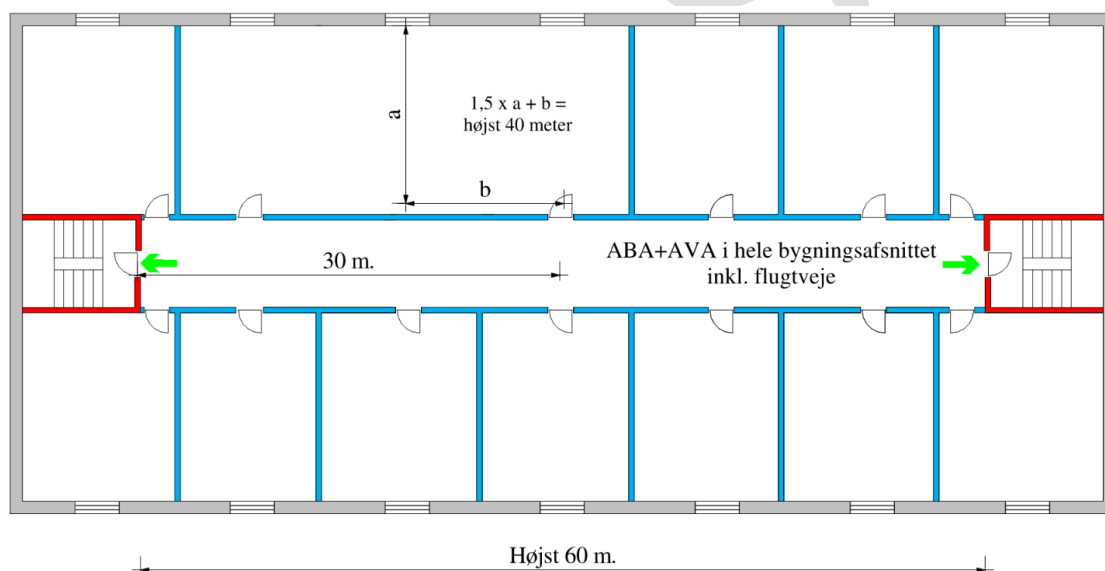 a
1,5 x a + b =
højst 40 meter
b
30 m.
ABA+AVA i hele bygningsafsnittet
inkl. flugtveje
Højst 60 m.